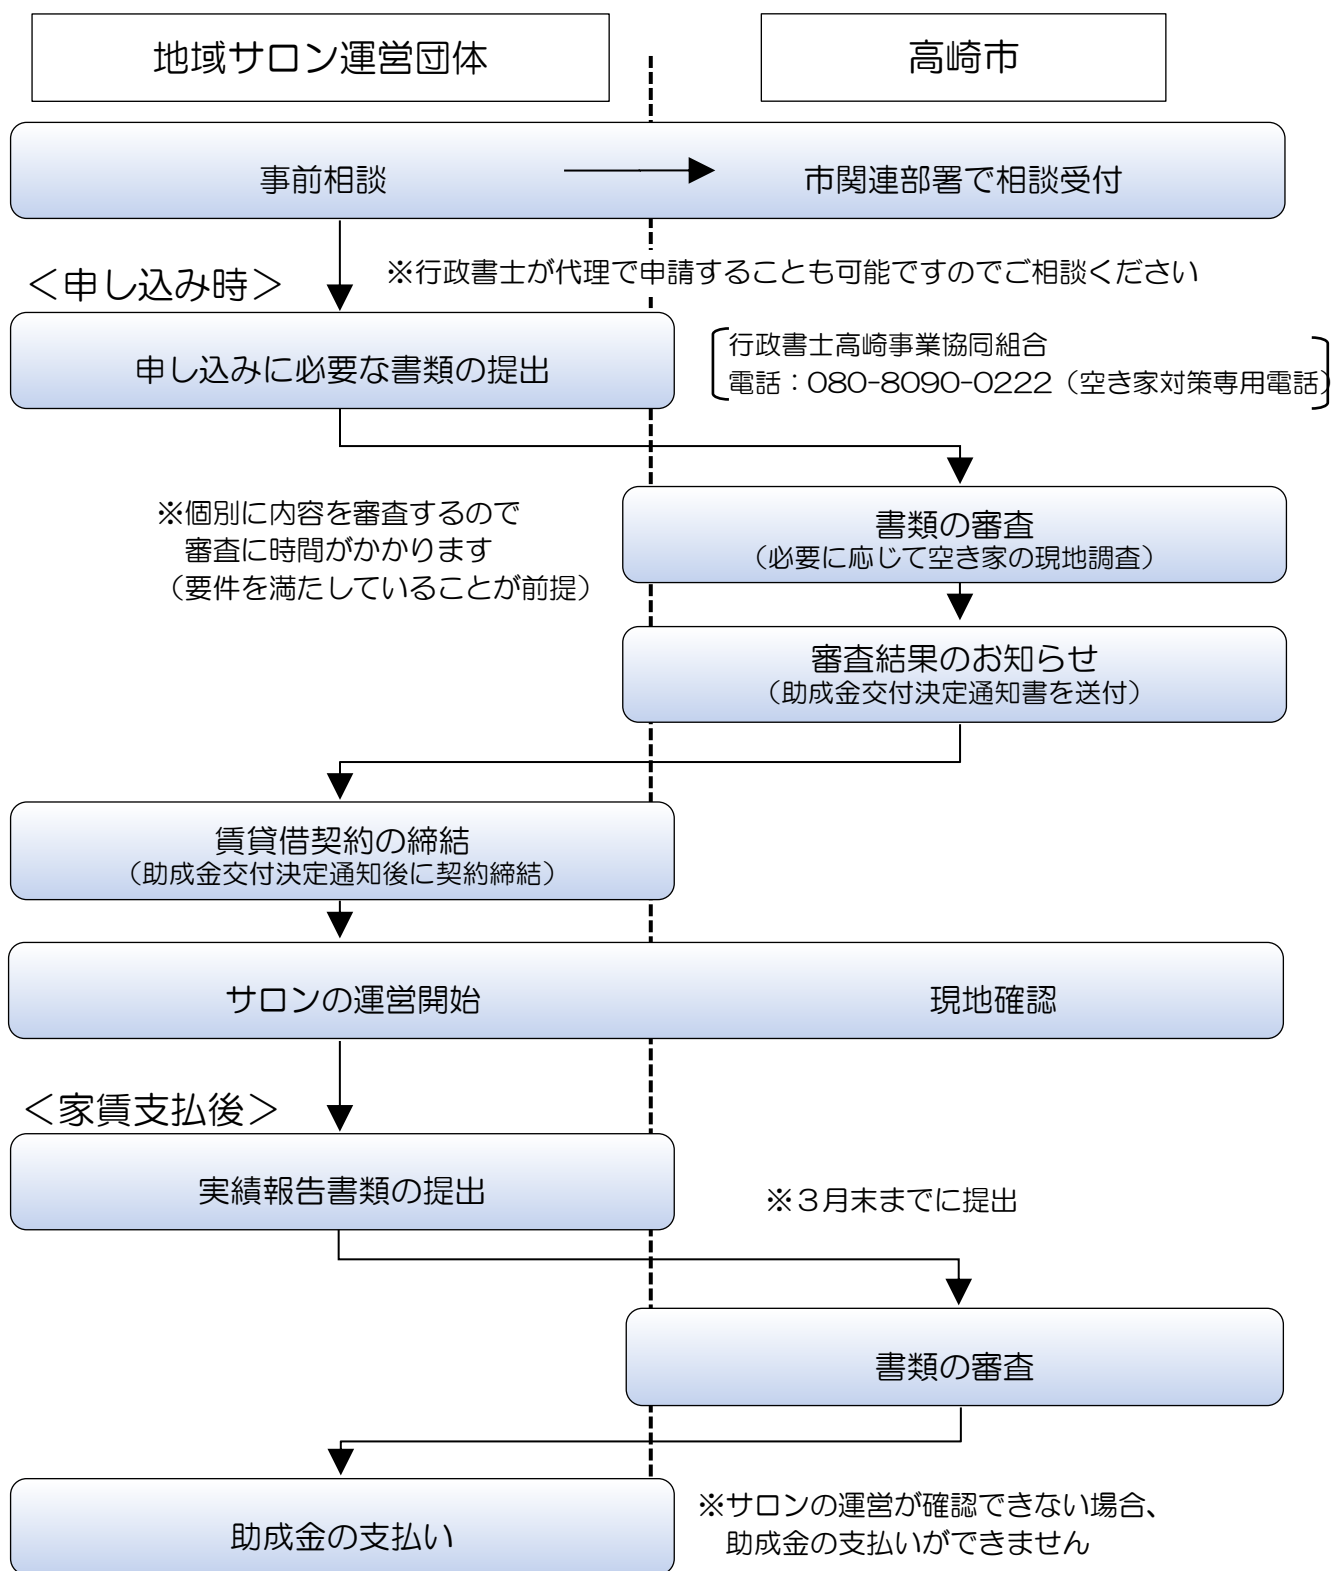 地域サロン運営団体
高崎市
事前相談
市関連部署で相談受付
※行政書士が代理で申請することも可能ですのでご相談ください
＜申し込み時＞
申し込みに必要な書類の提出
行政書士高崎事業協同組合
電話：080-8090-0222（空き家対策専用電話）
※個別に内容を審査するので
審査に時間がかかります
（要件を満たしていることが前提）
書類の審査
（必要に応じて空き家の現地調査）
審査結果のお知らせ
（助成金交付決定通知書を送付）
賃貸借契約の締結
（助成金交付決定通知後に契約締結）
サロンの運営開始
現地確認
＜家賃支払後＞
実績報告書類の提出
※３月末までに提出
書類の審査
助成金の支払い
※サロンの運営が確認できない場合、
助成金の支払いができません